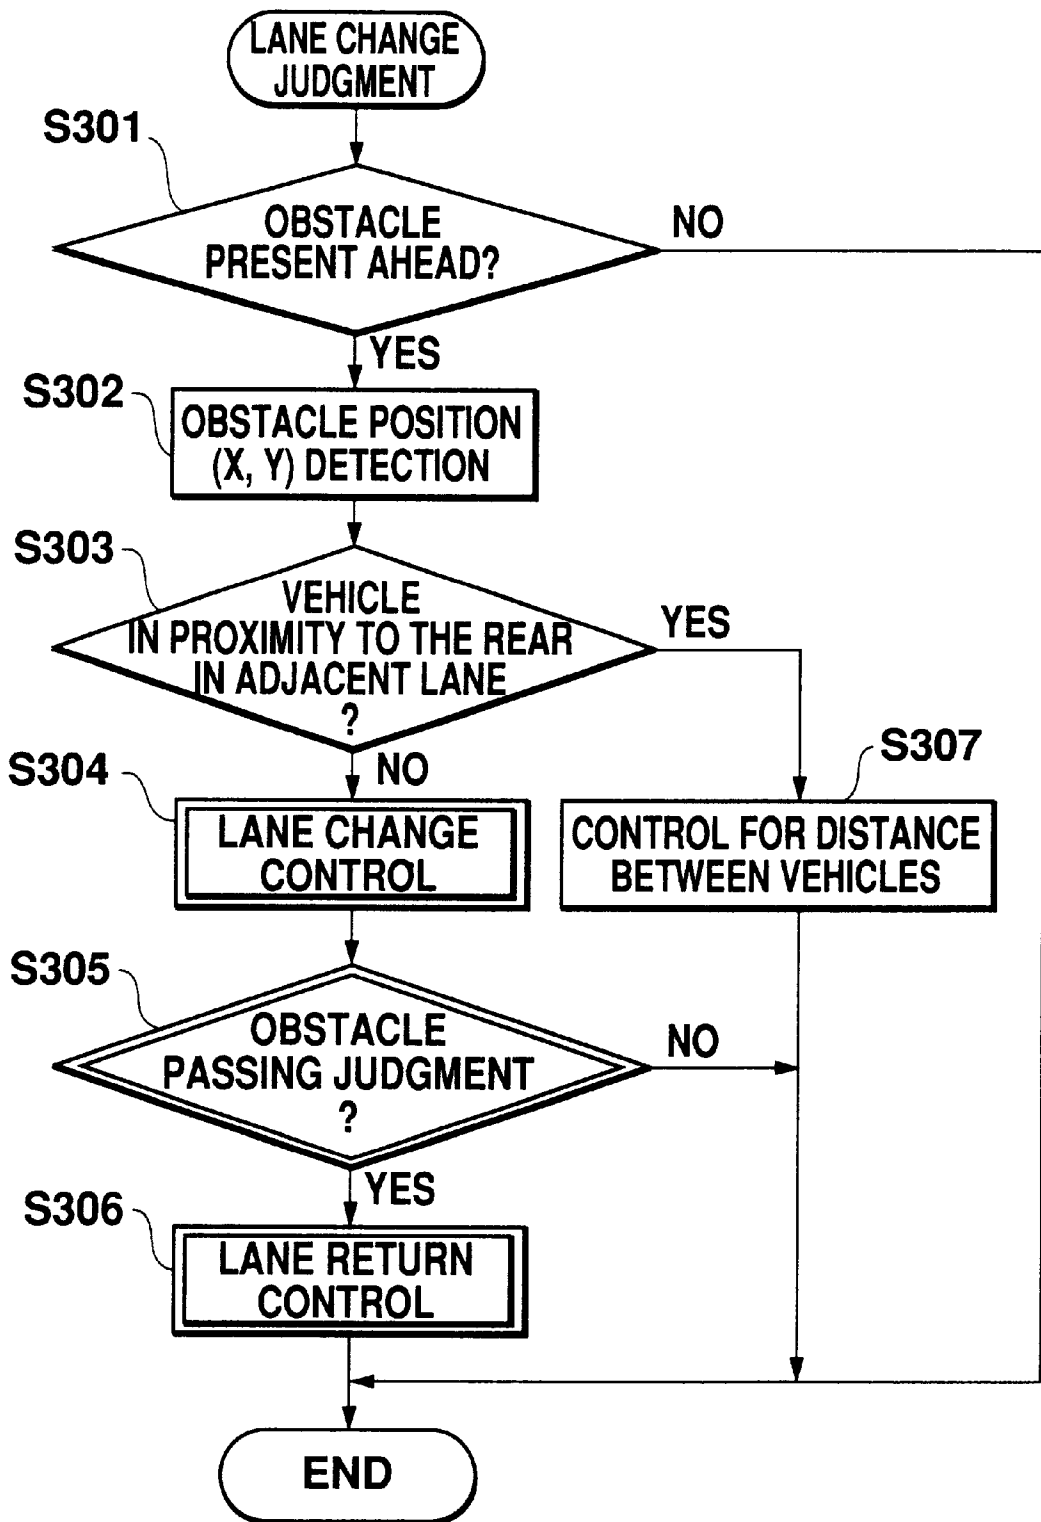 LANE CHANGE
JUDGMENT
S301
OBSTACLE
PRESENT AHEAD?
NO
YES
S302
OBSTACLE POSITION
(X, Y) DETECTION
S303
VEHICLE
IN PROXIMITY TO THE REAR
IN ADJACENT LANE
?
YES
NO
S304
LANE CHANGE
CONTROL
S307
CONTROL FOR DISTANCE
BETWEEN VEHICLES
S305
OBSTACLE
PASSING JUDGMENT
?
NO
YES
S306
LANE RETURN
CONTROL
END